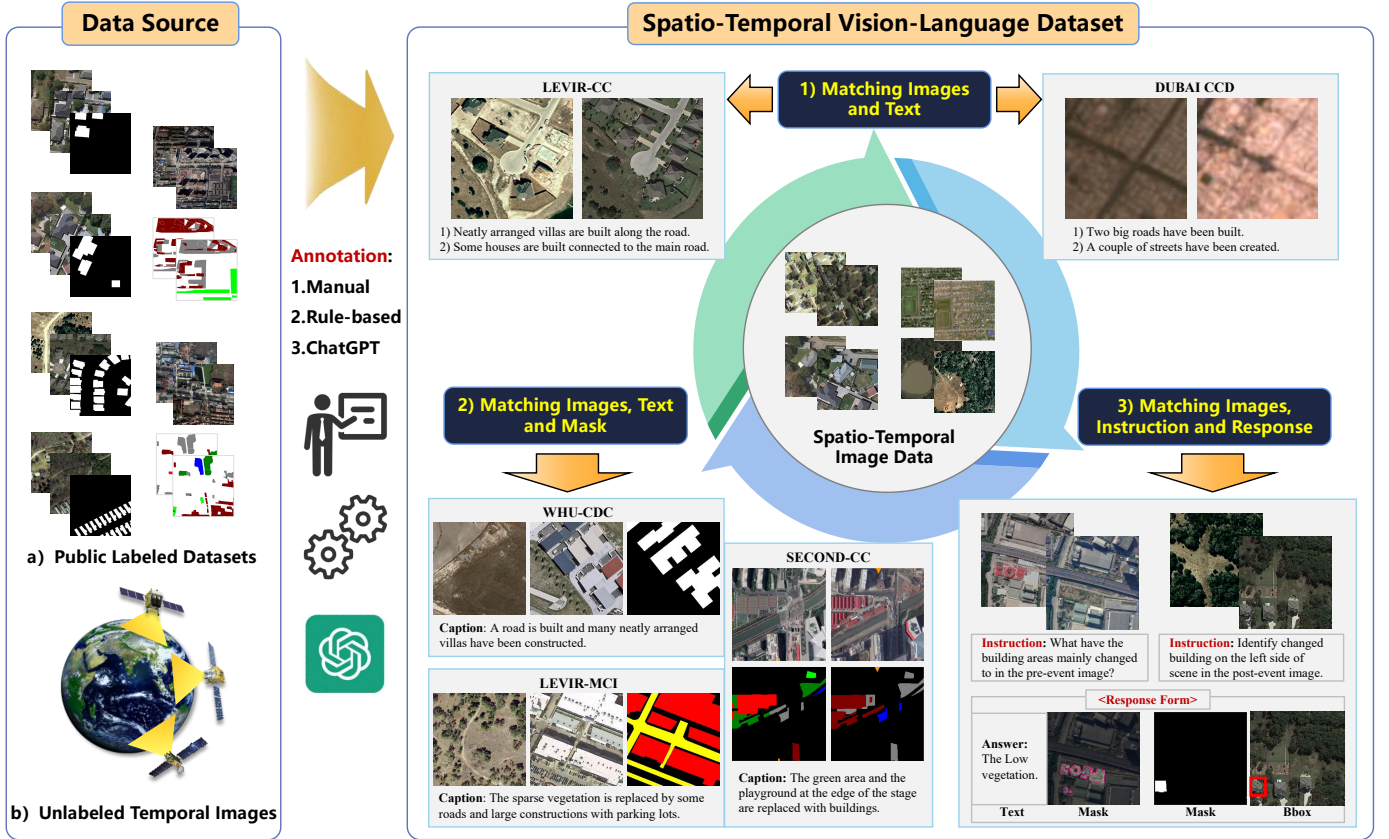 Data Source
a) Public Labeled Datasets
b) Unlabeled Temporal Images
Annotation:
1.Manual
2.Rule-based
3.ChatGPT
Spatio-Temporal Vision-Language Dataset
1) Matching Images
and Text
LEVIR-CC
1) Neatly arranged villas are built along the road.
2) Some houses are built connected to the main road.
DUBAI CCD
1) Two big roads have been built.
2) A couple of streets have been created.
Spatio-Temporal
Image Data
2) Matching Images, Text
and Mask
WHU-CDC
Caption: A road is built and many neatly arranged
villas have been constructed.
LEVIR-MCI
Caption: The sparse vegetation is replaced by some
roads and large constructions with parking lots.
SECOND-CC
Caption: The green area and the
playground at the edge of the stage
are replaced with buildings.
3) Matching Images,
Instruction and Response
Instruction: What have the
building areas mainly changed
to in the pre-event image?
Instruction: Identify changed
building on the left side of
scene in the post-event image.
<Response Form>
Answer:
The Low
vegetation.
Text
Mask
Mask
Bbox